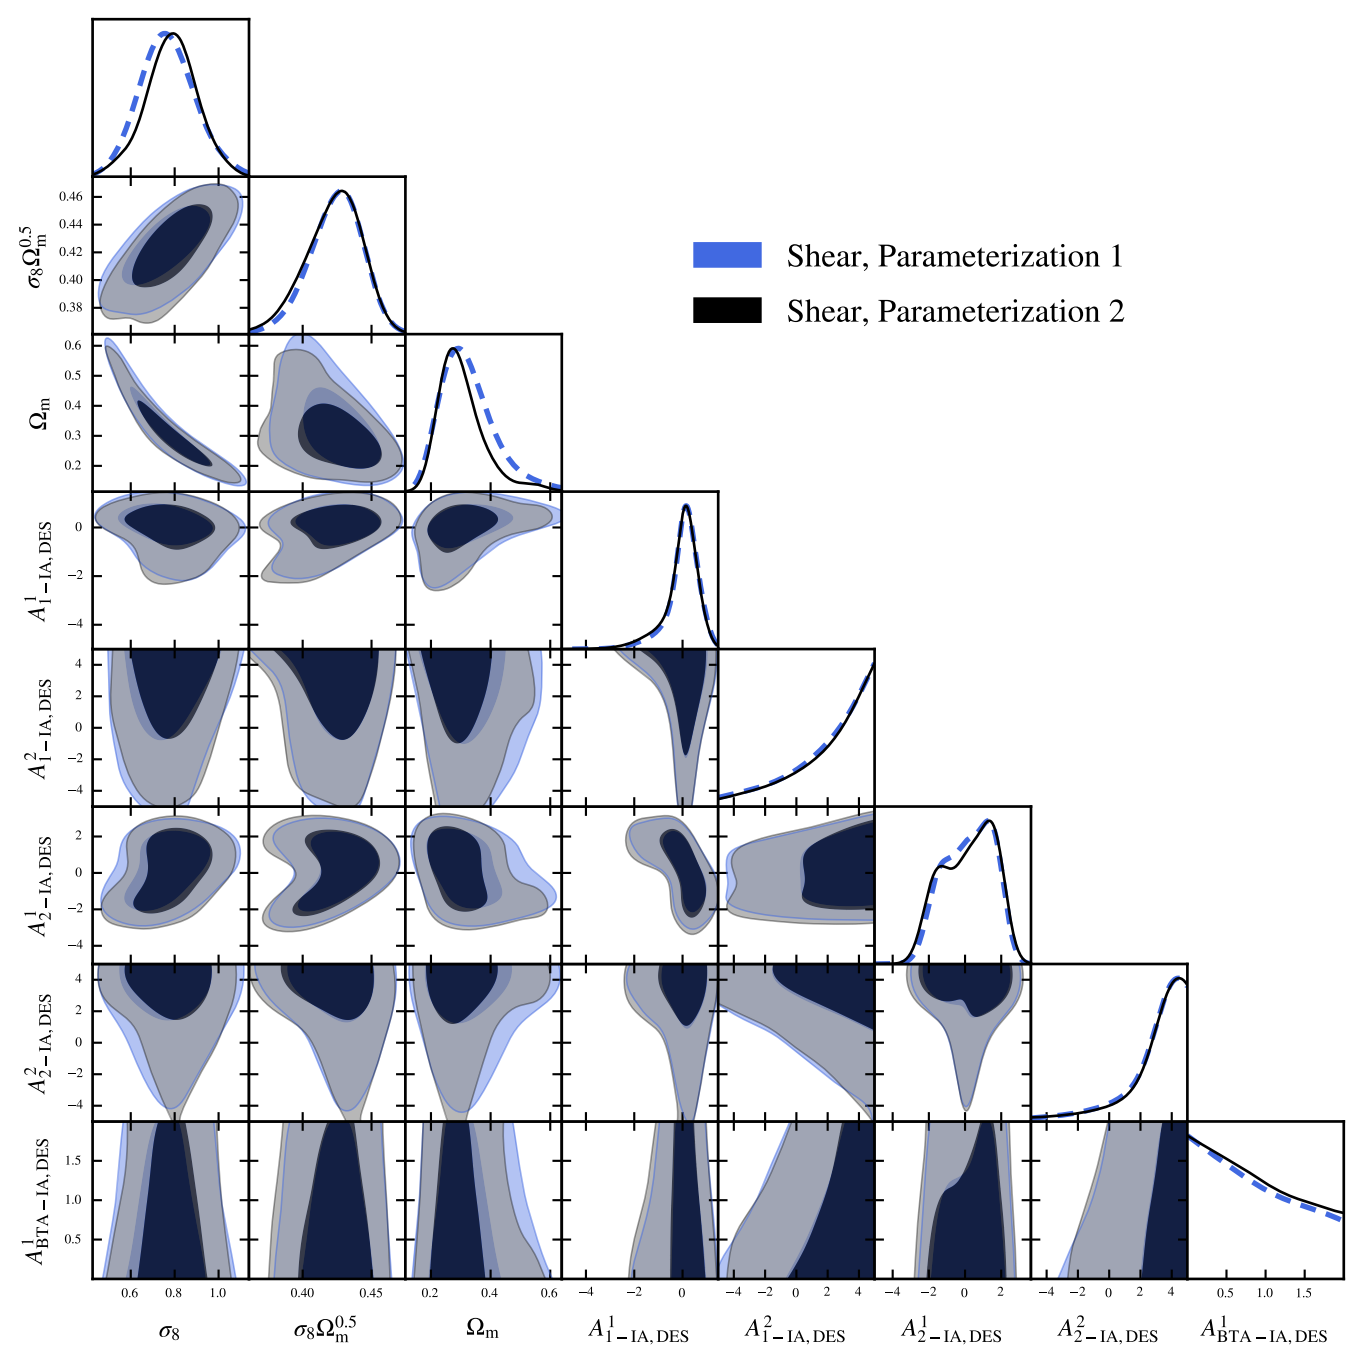 Shear, Parameterization 1
Shear, Parameterization 2
σ₈Ωₘ⁰·⁵
0.46
0.44
0.42
0.40
0.38
Ωₘ
0.6
0.5
0.4
0.3
0.2
A¹₁₋IA, DES
0
−2
−4
A²₁₋IA, DES
4
2
0
−2
−4
A¹₂₋IA, DES
2
0
−2
−4
A²₂₋IA, DES
4
2
0
−2
−4
A¹BTA−IA, DES
1.5
1.0
0.5
0.6 0.8 1.0 0.40 0.45 0.2 0.4 0.6 −4 −2 0 −4 −2 0 2 4 −4 −2 0 2 −4 −2 0 2 4 0.5 1.0 1.5
σ₈ σ₈Ωₘ⁰·⁵ Ωₘ A¹₁₋IA, DES A²₁₋IA, DES A¹₂₋IA, DES A²₂₋IA, DES A¹BTA−IA, DES